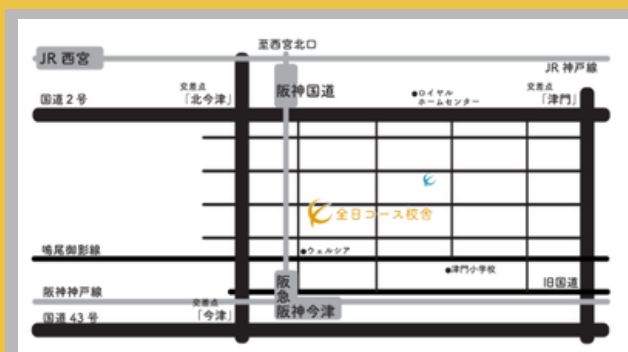 至西宮北口
JR 西宮
JR 神戸線
国道2号
交差点
「北今津」
阪神国道
●ロイヤル
ホームセンター
交差点
「津門」
全日コース校舎
鳴尾御影線
●ウェルシア
●津門小学校
阪神神戸線
阪急
阪神今津
旧国道
国道 43号
交差点
「今津」